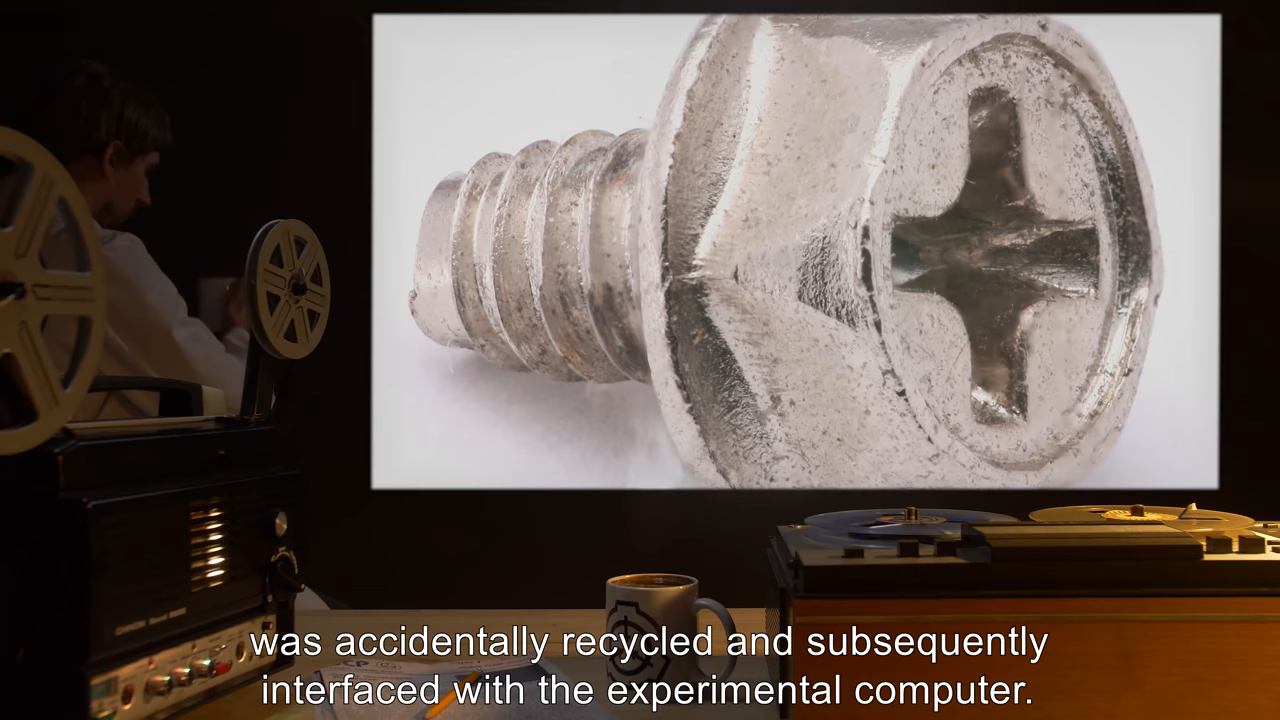 was accidentally recycled and subsequently
interfaced with the experimental computer.